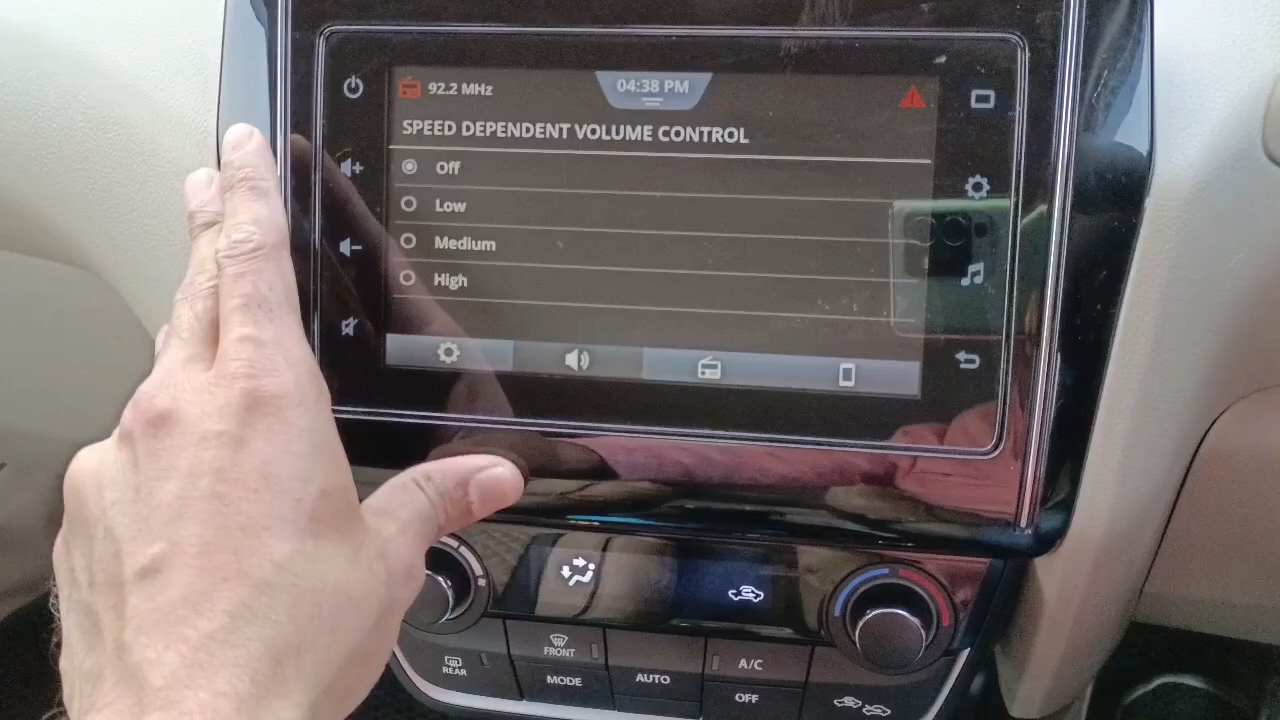 92.2 MHz
04:38 PM
SPEED DEPENDENT VOLUME CONTROL
Off
Low
Medium
High
FRONT
REAR
MODE
AUTO
A/C
OFF